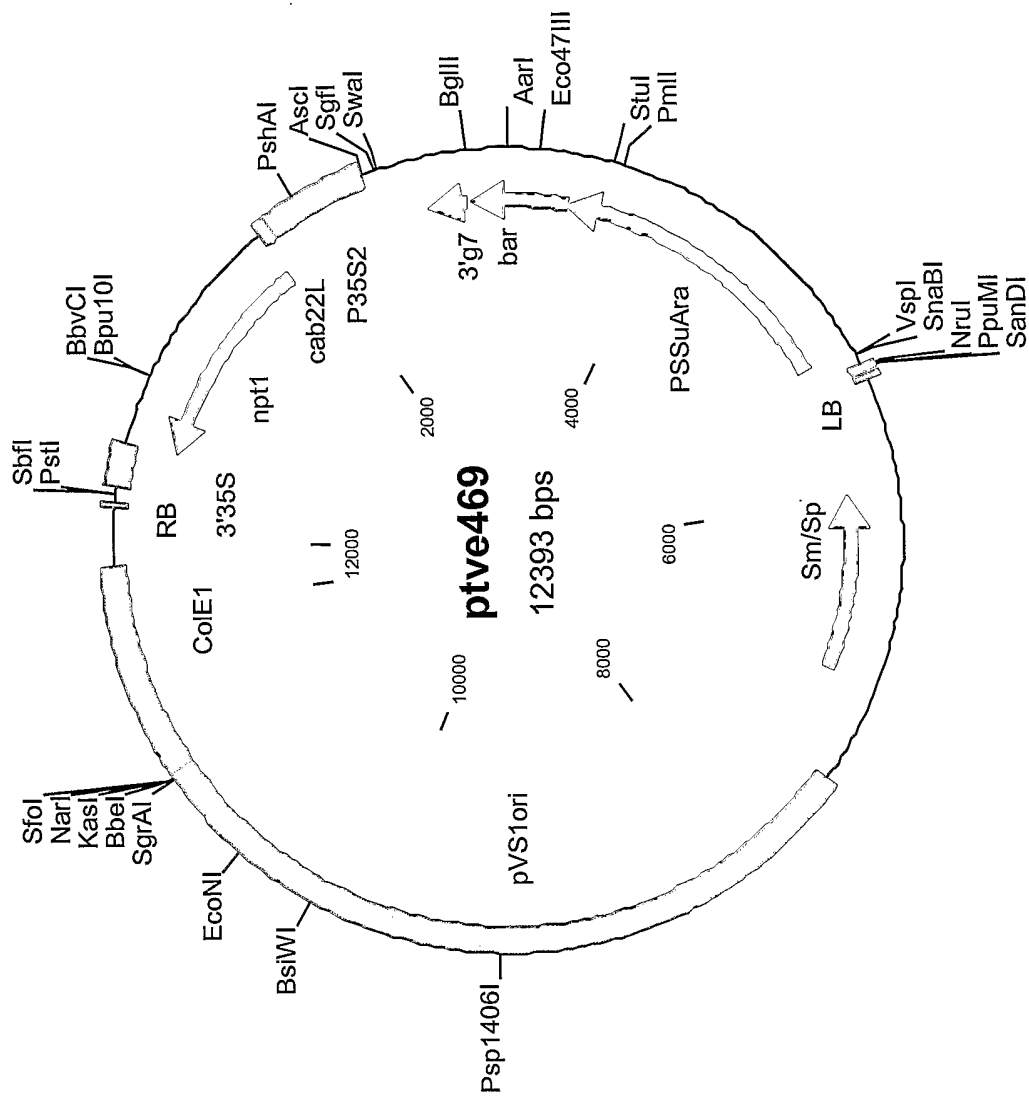 SbfI
PstI
BbvCI
Bpu10I
PshAI
AscI
SgfI
SwaI
BglII
AarI
Eco47III
StuI
PmlI
VspI
SnaBI
NruI
PpuMI
SanDI
Psp1406I
BsiWI
EcoNI
SfoI
NarI
KasI
BbeI
SgrAI
RB
3'35S
npt1
cab22L
P35S2
3'g7
bar
PSSuAra
LB
Sm/Sp
pVS1ori
ColE1
ptve469
12393 bps
2000
4000
6000
8000
10000
12000